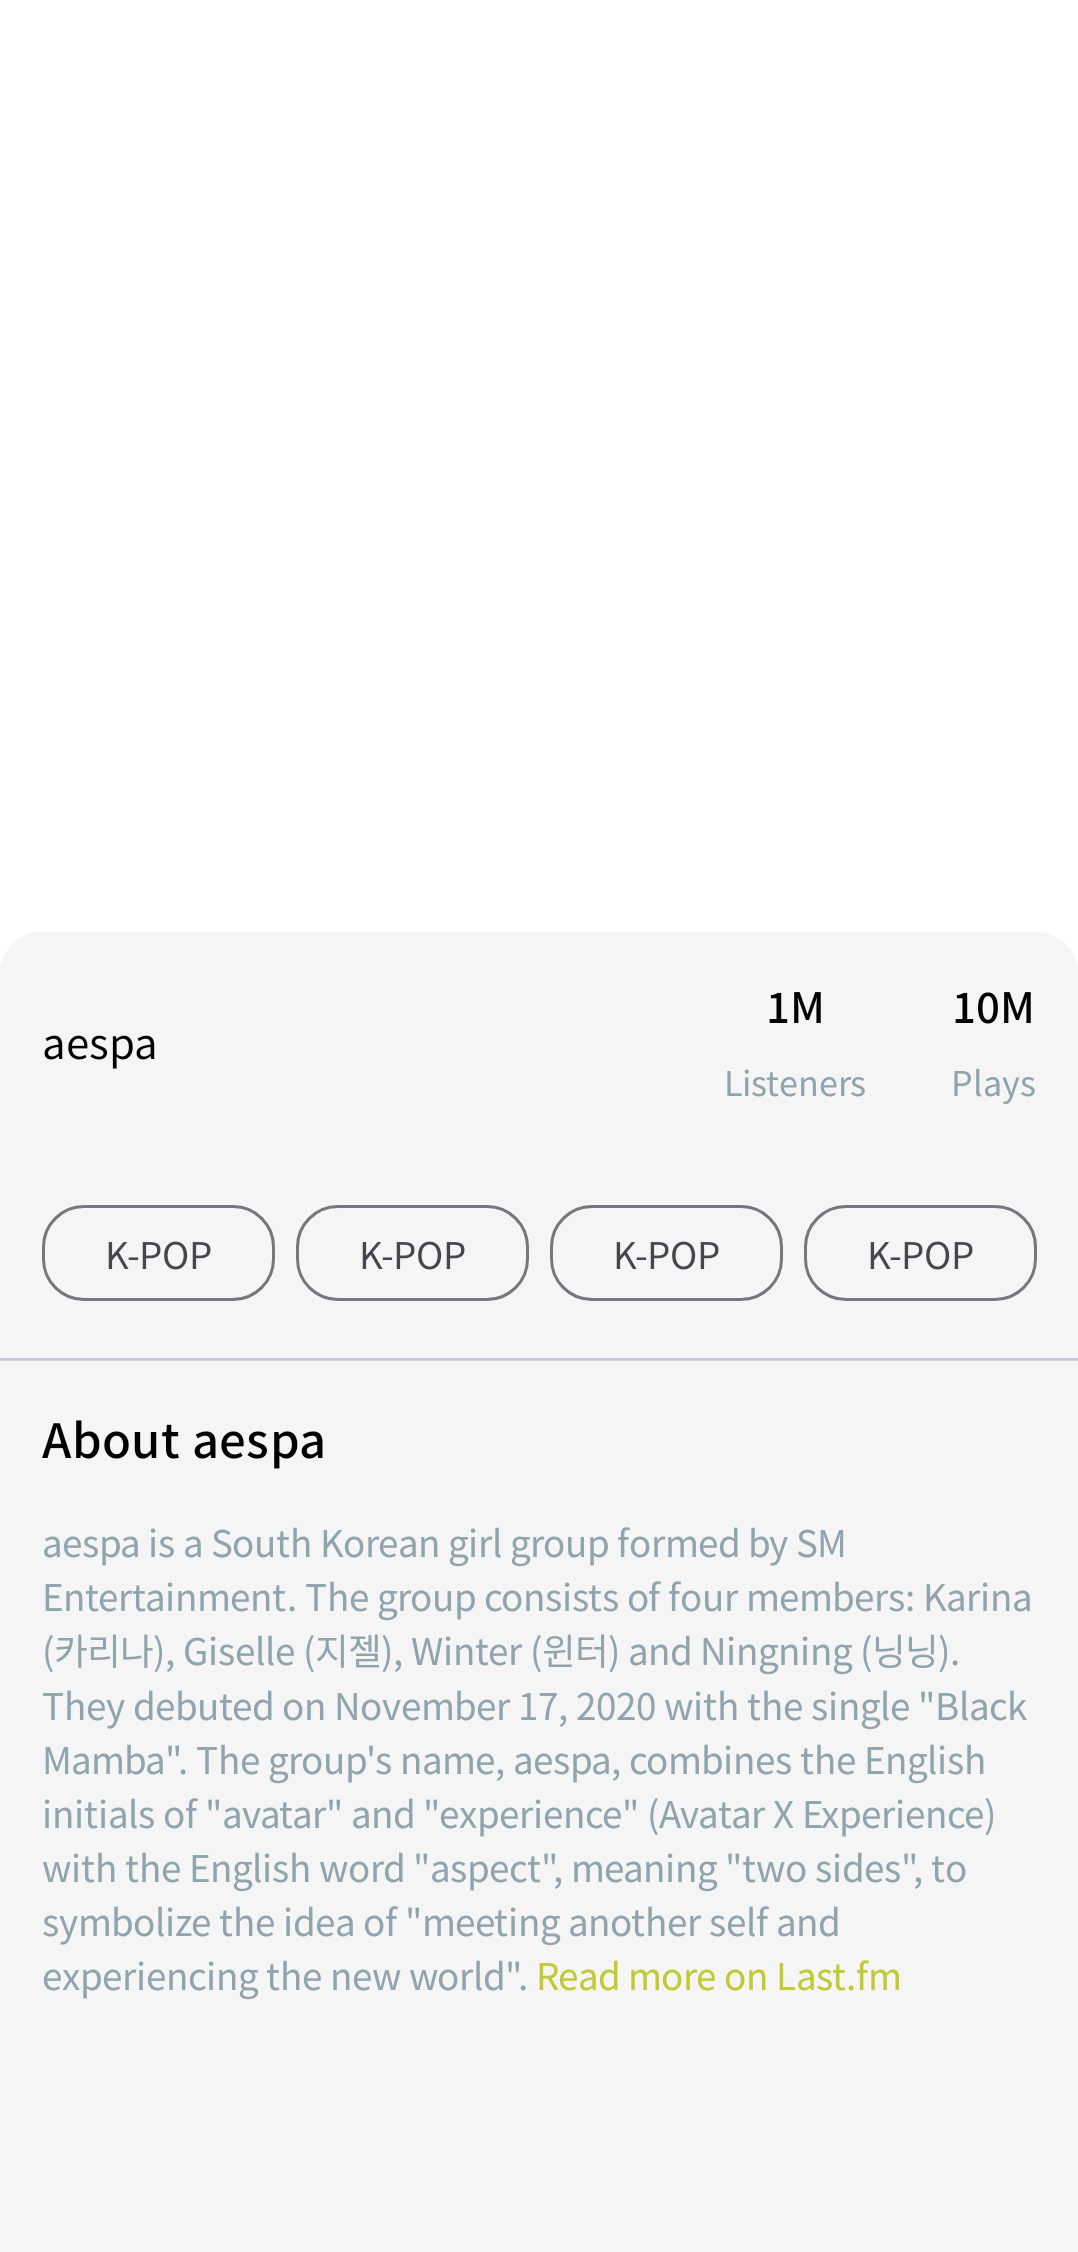 aespa
1M
10M
Listeners
Plays
K-POP
K-POP
K-POP
K-POP
About aespa
aespa is a South Korean girl group formed by SM
Entertainment. The group consists of four members: Karina
(카리나), Giselle (지젤), Winter (윈터) and Ningning (닝닝).
They debuted on November 17, 2020 with the single "Black
Mamba". The group's name, aespa, combines the English
initials of "avatar" and "experience" (Avatar X Experience)
with the English word "aspect", meaning "two sides", to
symbolize the idea of "meeting another self and
experiencing the new world". Read more on Last.fm